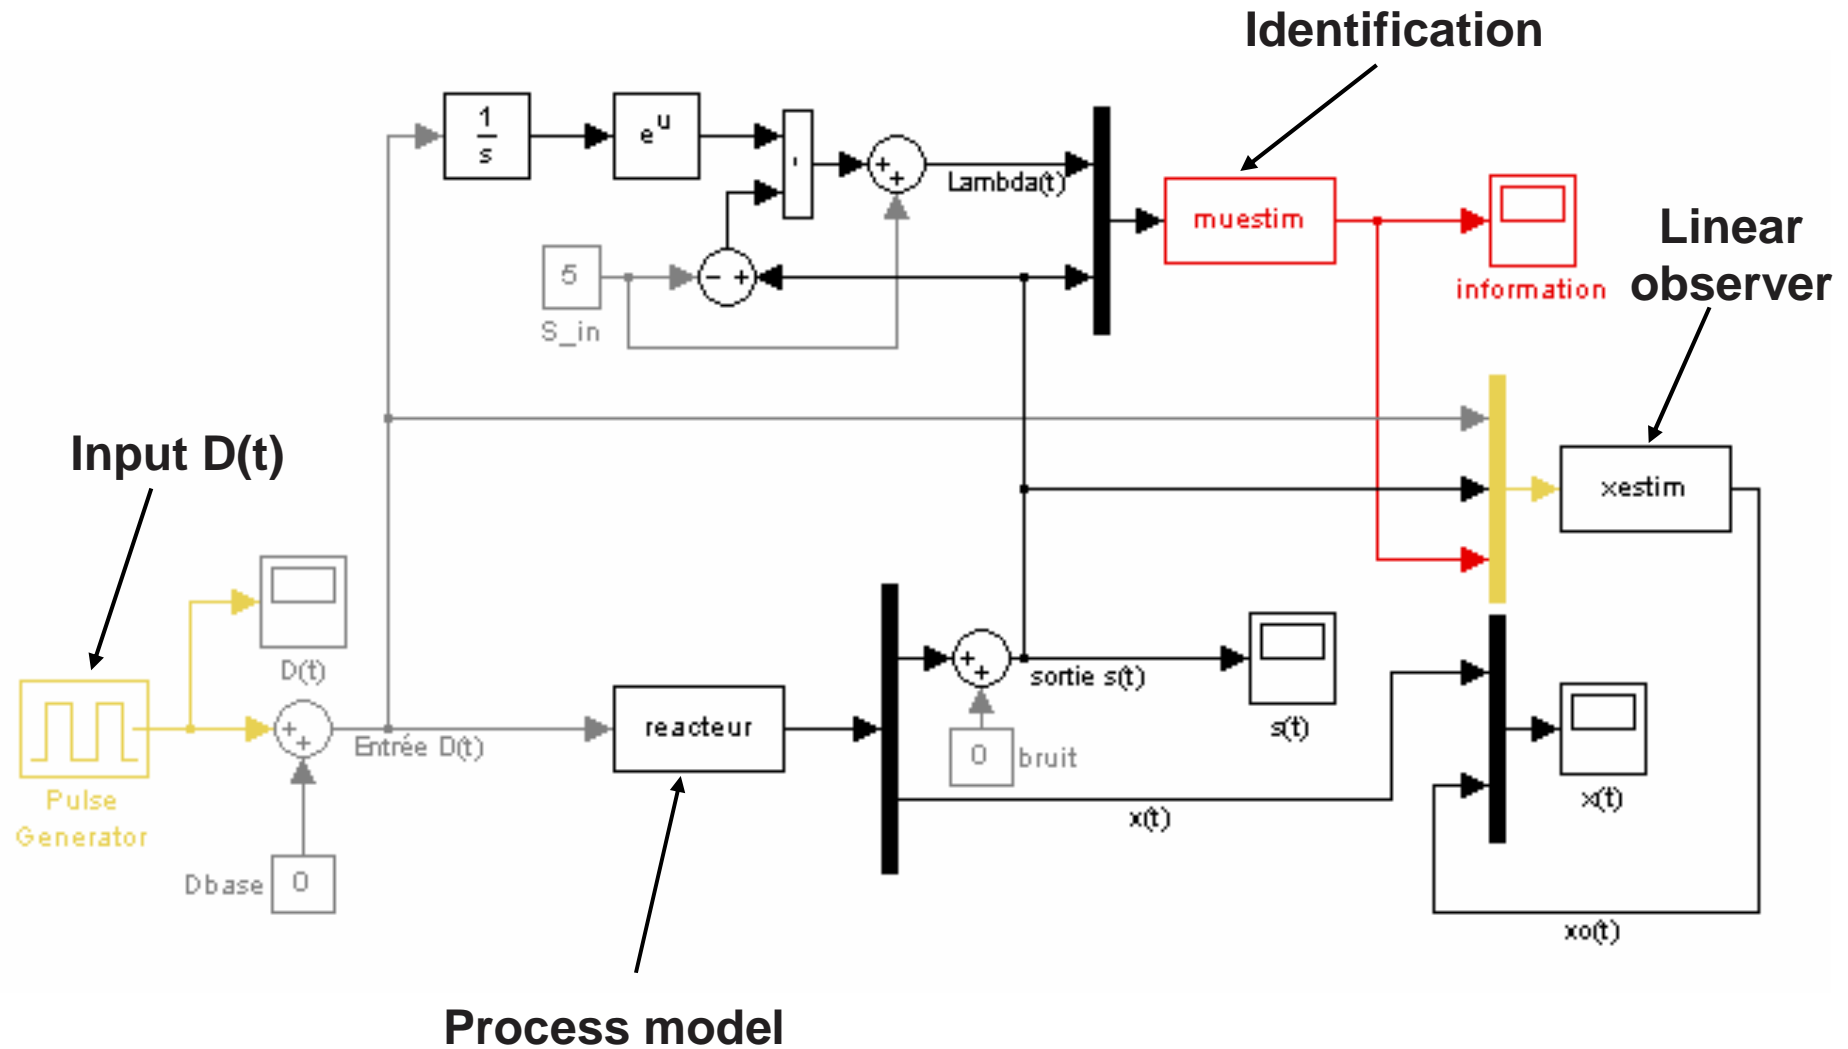 Identification
1
s
e^u
Lambda(t)
muestim
information
Linear
observer
5
S_in
Input D(t)
xestim
D(t)
Pulse
Generator
Entrée D(t)
reacteur
sortie s(t)
s(t)
0
bruit
x(t)
x(t)
Dbase
0
xo(t)
Process model